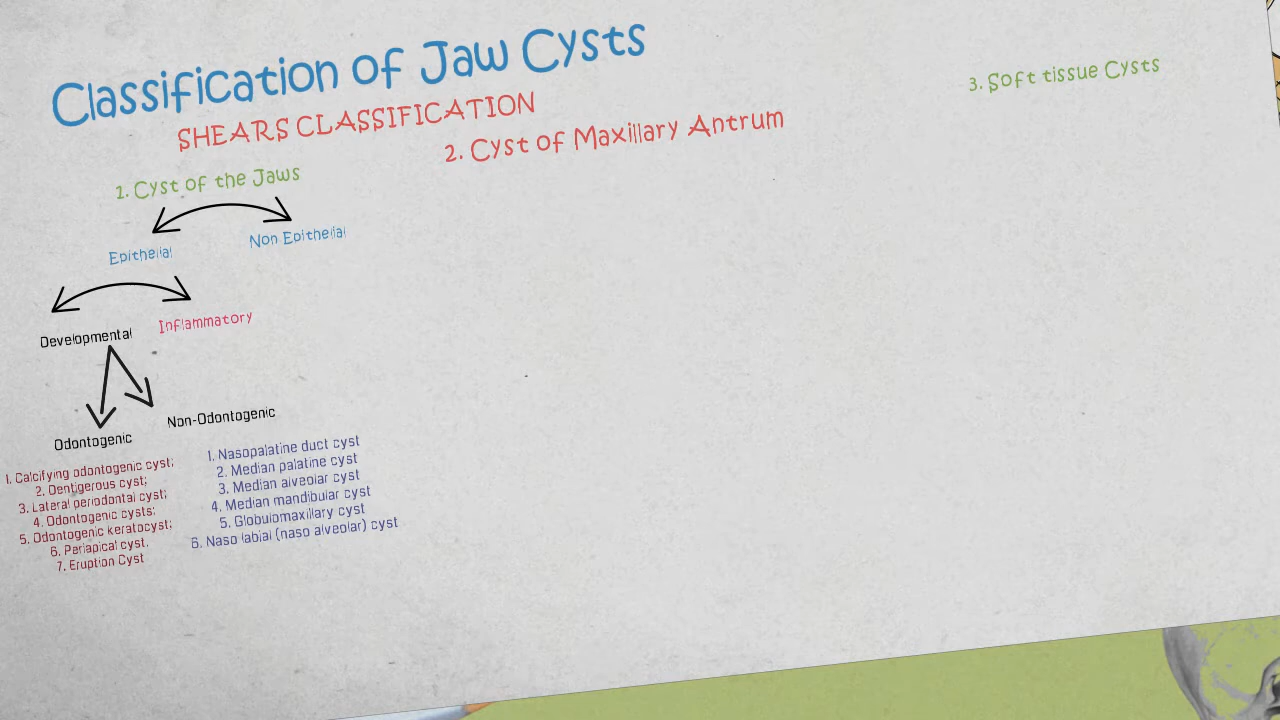 Classification of Jaw Cysts
SHEARS CLASSIFICATION
1. Cyst of the Jaws
2. Cyst of Maxillary Antrum
3. Soft tissue Cysts
Epithelial
Non Epithelial
Developmental
Inflammatory
Odontogenic
Non-Odontogenic
1. Calcifying odontogenic cyst;
2. Dentigerous cyst;
3. Lateral periodontal cyst;
4. Odontogenic cysts;
5. Odontogenic keratocyst;
6. Periapical cyst.
7. Eruption Cyst
1. Nasopalatine duct cyst
2. Median palatine cyst
3. Median alveolar cyst
4. Median mandibular cyst
5. Globulomaxillary cyst
6. Naso labial (naso alveolar) cyst